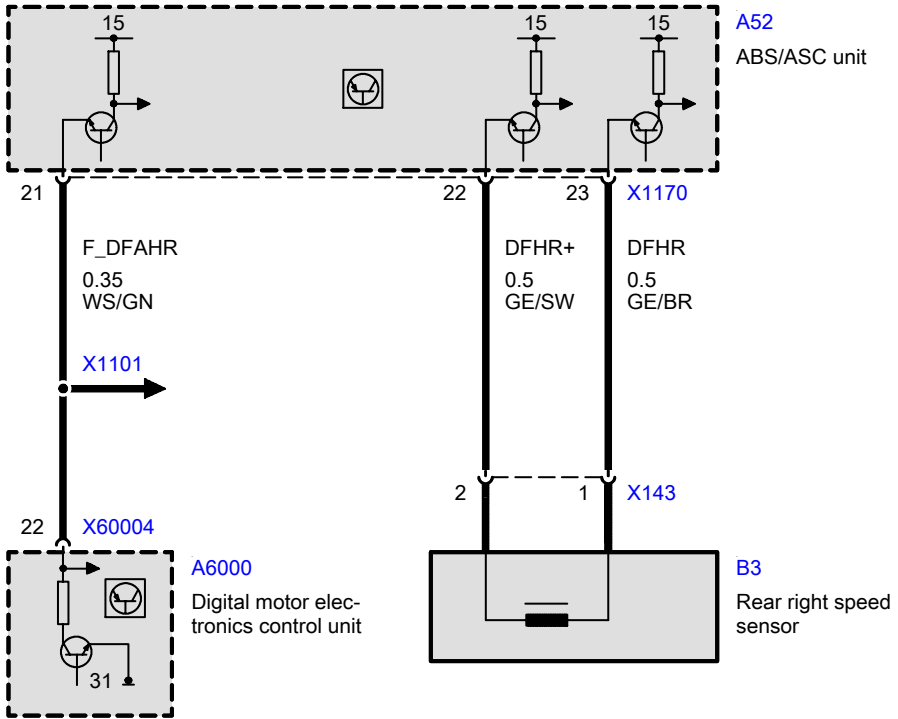 15
15
15
A52
ABS/ASC unit
21
22
23
X1170
F_DFAHR
0.35
WS/GN
DFHR+
0.5
GE/SW
DFHR
0.5
GE/BR
X1101
2
1
X143
22
X60004
A6000
Digital motor elec-
tronics control unit
31
B3
Rear right speed
sensor